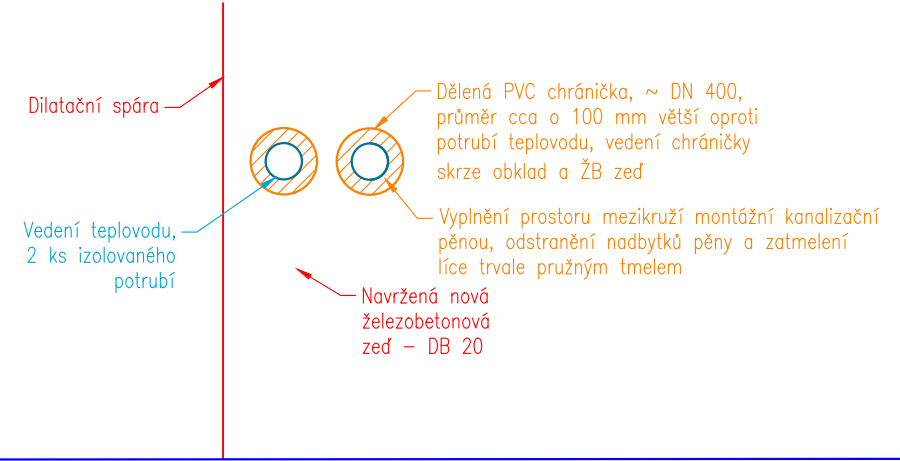 Dilatační spára
Dělená PVC chránička, ~ DN 400,
průměr cca o 100 mm větší oproti
potrubí teplovodu, vedení chráničky
skrze obklad a ŽB zeď
Vedení teplovodu,
2 ks izolovaného
potrubí
Vyplnění prostoru mezikruží montážní kanalizační
pěnou, odstranění nadbytků pěny a zatmelení
líce trvale pružným tmelem
Navržená nová
železobetonová
zeď – DB 20